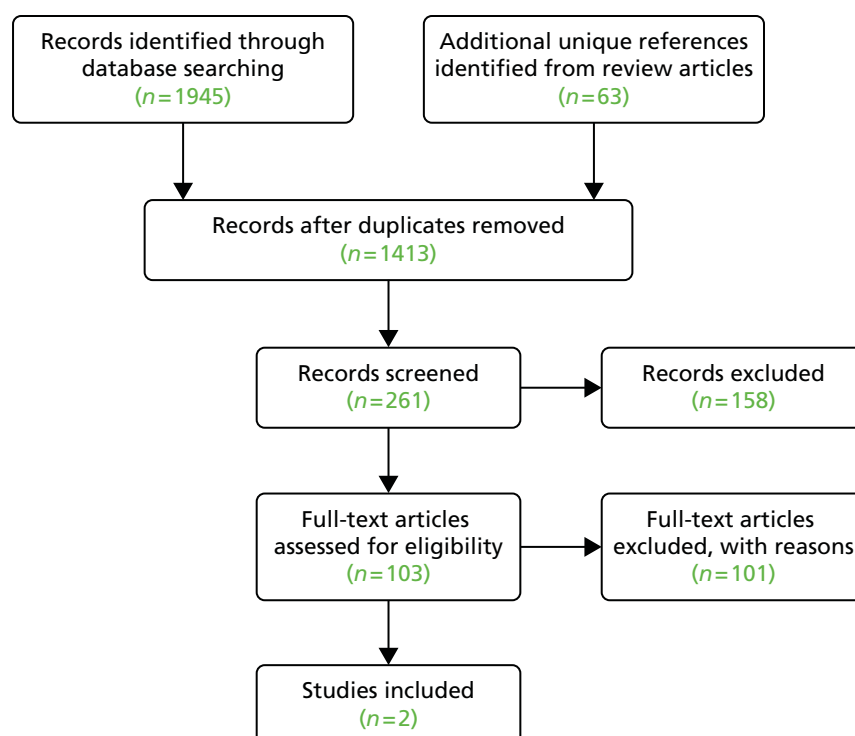 Records identified through
database searching
(n=1945)
Additional unique references
identified from review articles
(n=63)
Records after duplicates removed
(n=1413)
Records screened
(n=261)
Records excluded
(n=158)
Full-text articles
assessed for eligibility
(n=103)
Full-text articles
excluded, with reasons
(n=101)
Studies included
(n=2)